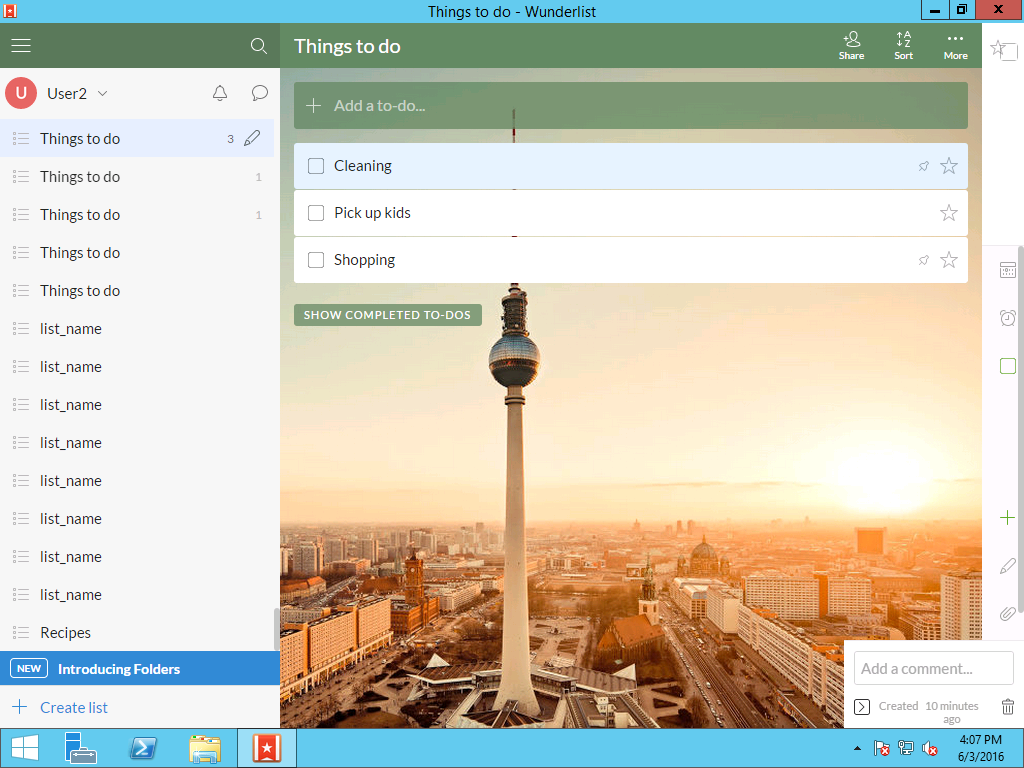 Things to do - Wunderlist
Things to do
Share
Sort
More
U User2
Things to do 3
Things to do 1
Things to do 1
Things to do
Things to do
list_name
list_name
list_name
list_name
list_name
list_name
list_name
list_name
Recipes
NEW Introducing Folders
Create list
Add a to-do...
Cleaning
Pick up kids
Shopping
SHOW COMPLETED TO-DOS
Add a comment...
Created 10 minutes
ago
4:07 PM
6/3/2016